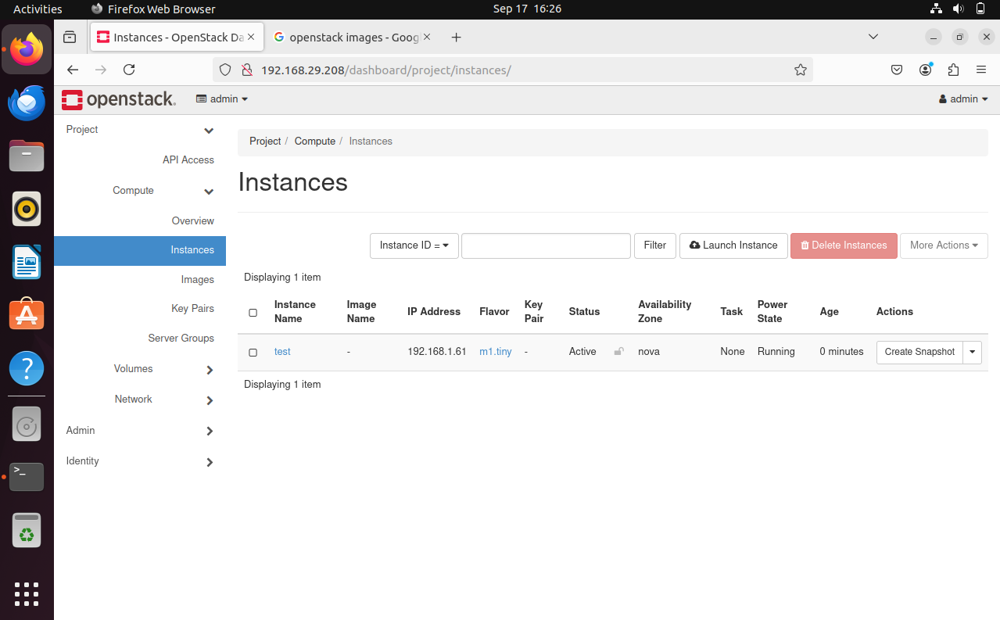 Activities
Firefox Web Browser
Sep 17 16:26
Instances - OpenStack Da
openstack images - Goog
192.168.29.208/dashboard/project/instances/
openstack.
admin
admin
Project
API Access
Compute
Overview
Instances
Images
Key Pairs
Server Groups
Volumes
Network
Admin
Identity
Project / Compute / Instances
Instances
Instance ID =
Filter
Launch Instance
Delete Instances
More Actions
Displaying 1 item
Instance Name
Image Name
IP Address
Flavor
Key Pair
Status
Availability Zone
Task
Power State
Age
Actions
test - 192.168.1.61 m1.tiny - Active nova None Running 0 minutes Create Snapshot
Displaying 1 item